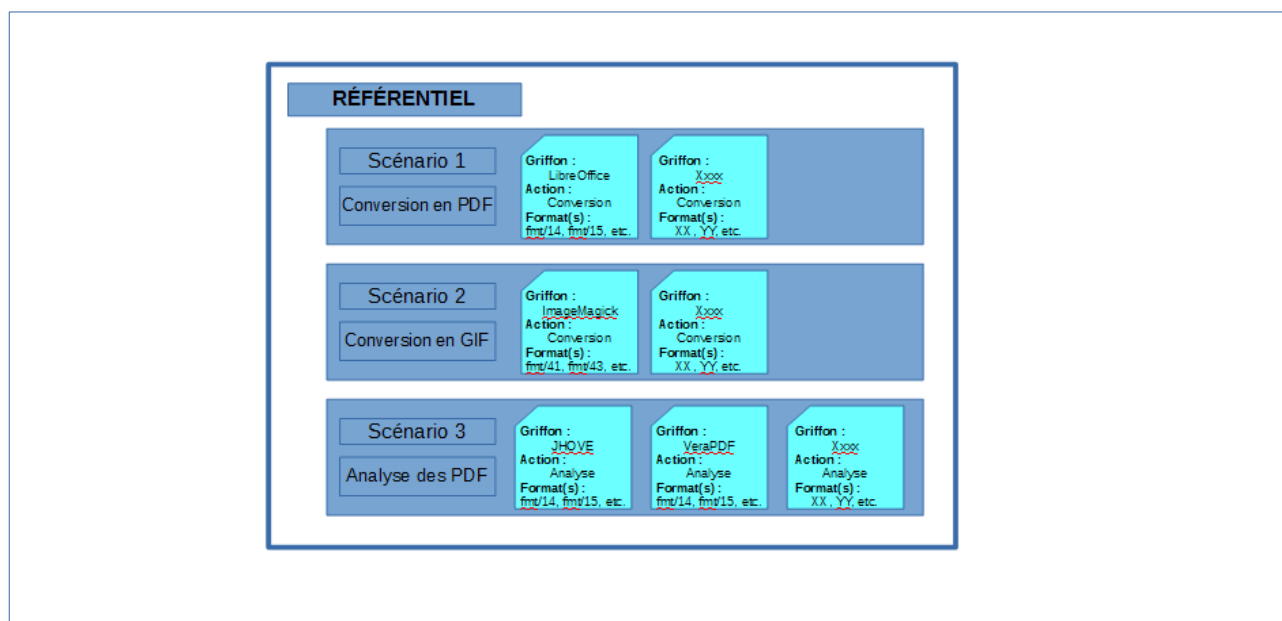 RÉFÉRENTIEL
Scénario 1
Conversion en PDF
Griffon :
LibreOffice
Action :
Conversion
Format(s) :
fmt/14, fmt/15, etc.
Griffon :
Xxxx
Action :
Conversion
Format(s) :
XX , YY, etc.
Scénario 2
Conversion en GIF
Griffon :
ImageMagick
Action :
Conversion
Format(s) :
fmt/41, fmt/43, etc.
Griffon :
Xxxx
Action :
Conversion
Format(s) :
XX , YY, etc.
Scénario 3
Analyse des PDF
Griffon :
JHOVE
Action :
Analyse
Format(s) :
fmt/14, fmt/15, etc.
Griffon :
VeraPDF
Action :
Analyse
Format(s) :
fmt/14, fmt/15, etc.
Griffon :
Xxxx
Action :
Analyse
Format(s) :
XX , YY, etc.